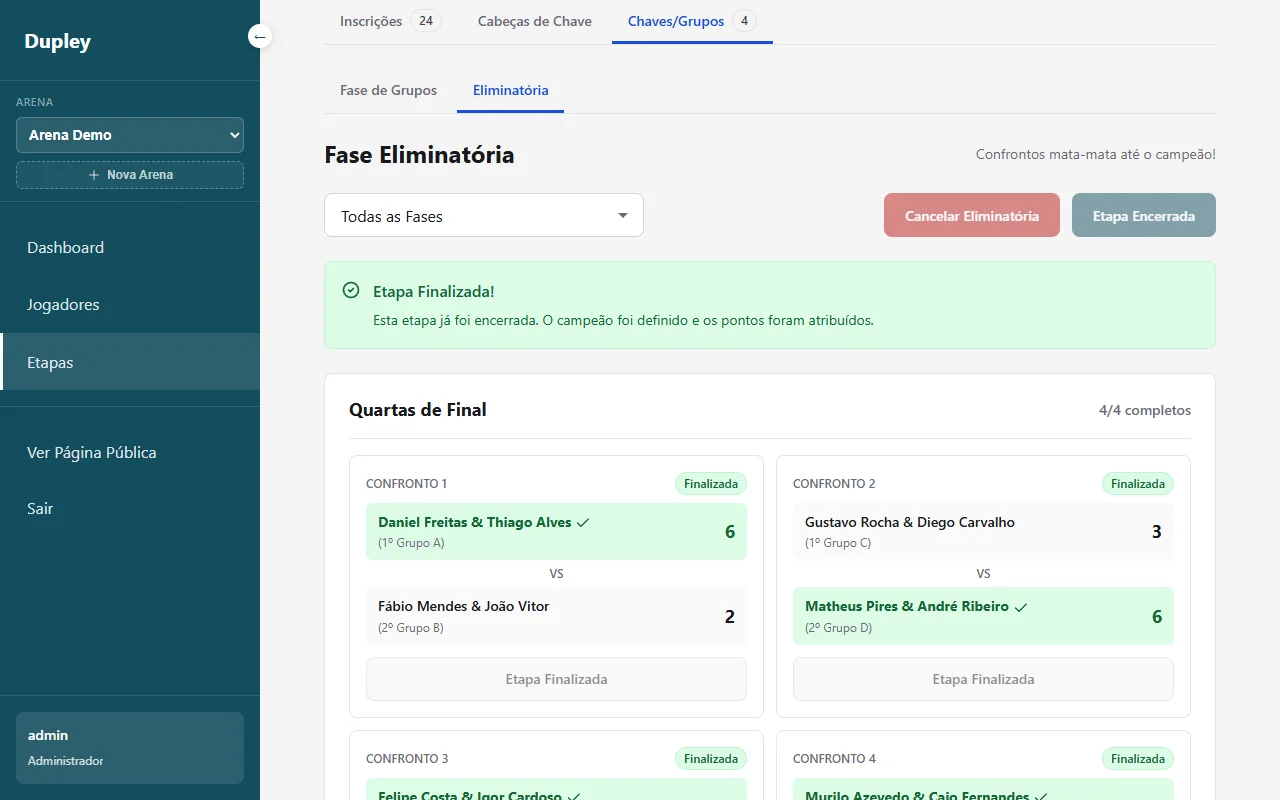 Dupley
←
ARENA
Arena Demo
+ Nova Arena
Dashboard
Jogadores
Etapas
Ver Página Pública
Sair
admin
Administrador
Inscrições 24
Cabeças de Chave
Chaves/Grupos 4
Fase de Grupos
Eliminatória
Fase Eliminatória
Confrontos mata-mata até o campeão!
Todas as Fases
Cancelar Eliminatória
Etapa Encerrada
Etapa Finalizada!
Esta etapa já foi encerrada. O campeão foi definido e os pontos foram atribuídos.
Quartas de Final
4/4 completos
CONFRONTO 1
Finalizada
Daniel Freitas & Thiago Alves ✓
(1º Grupo A)
6
VS
Fábio Mendes & João Vitor
(2º Grupo B)
2
Etapa Finalizada
CONFRONTO 2
Finalizada
Gustavo Rocha & Diego Carvalho
(1º Grupo C)
3
VS
Matheus Pires & André Ribeiro ✓
(2º Grupo D)
6
Etapa Finalizada
CONFRONTO 3
Finalizada
Felipe Costa & Igor Cardoso ✓
CONFRONTO 4
Finalizada
Murilo Azevedo & Caio Fernandes ✓